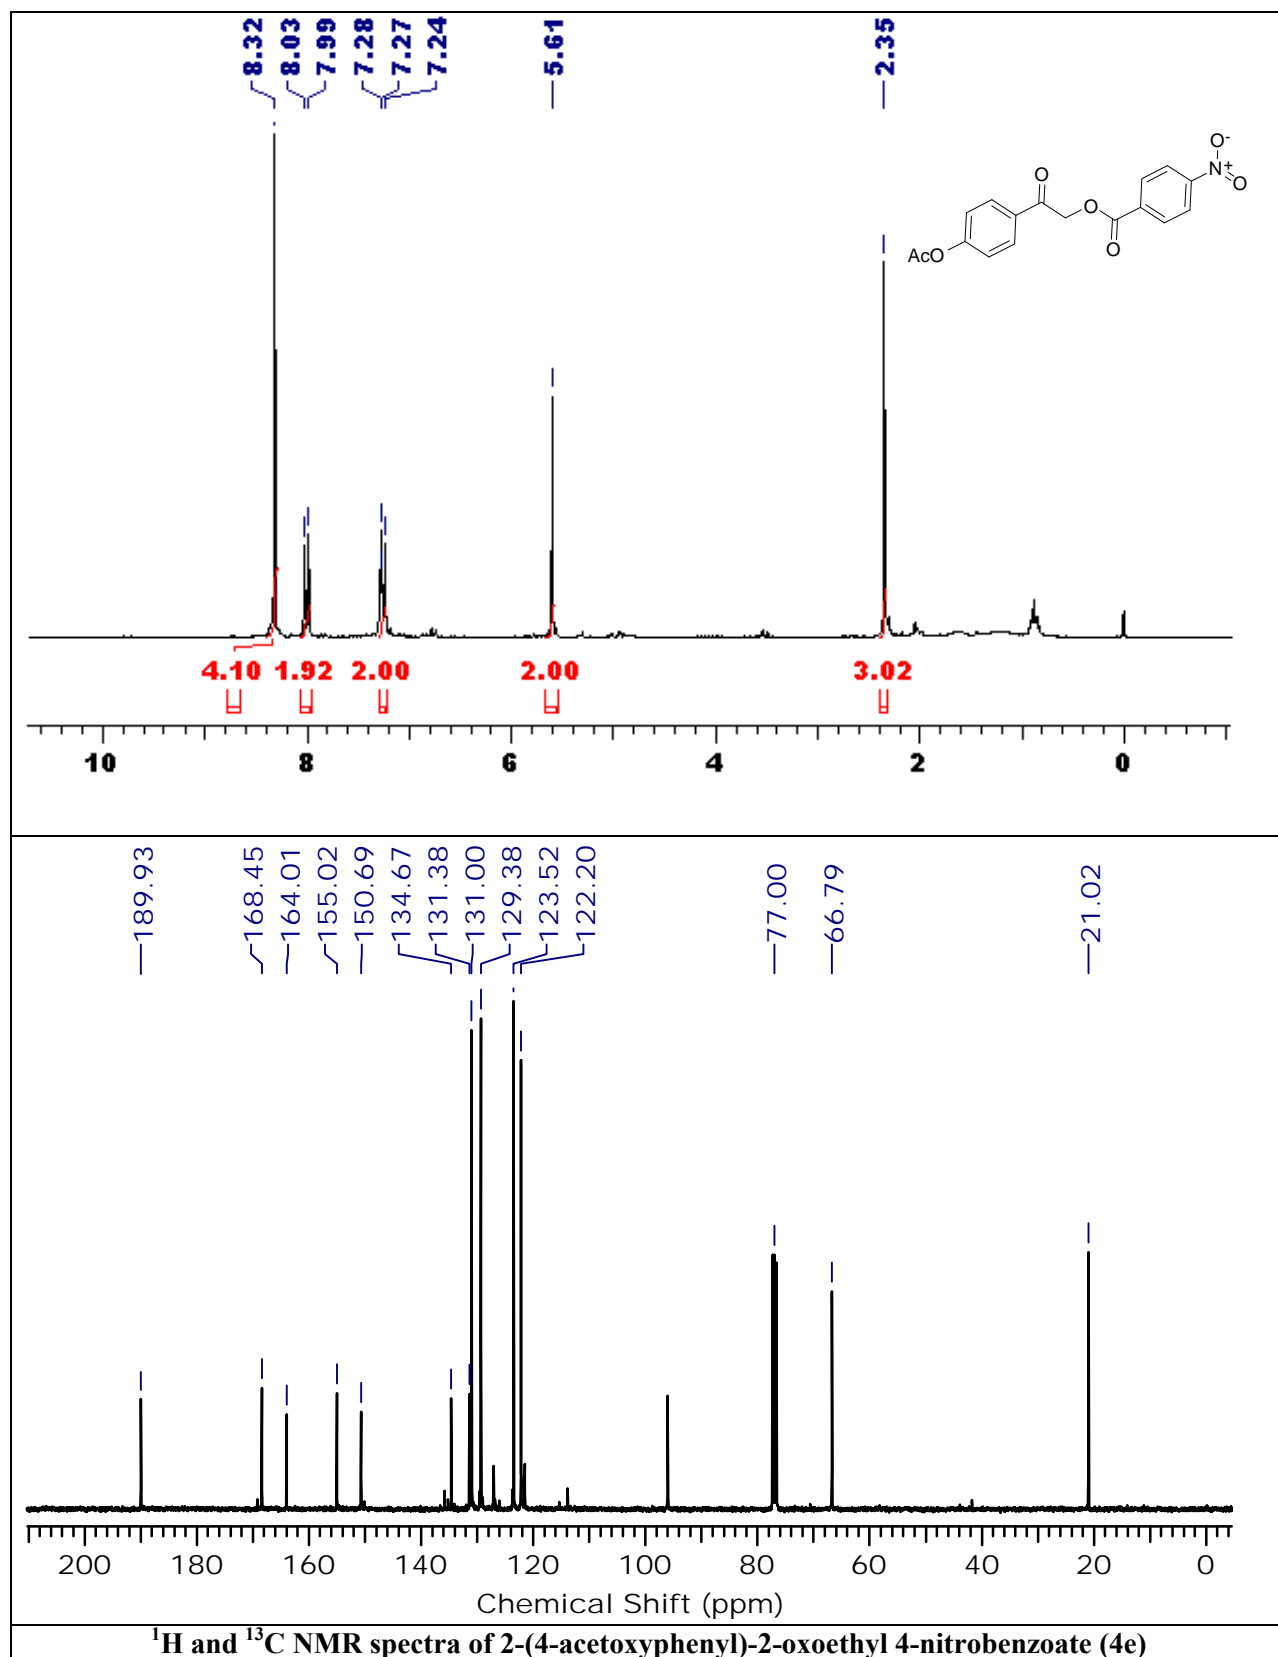 8.32
8.03
7.99
7.28
7.27
7.24
5.61
2.35
O
O
O
AcO
N+
O-
O
4.10 1.92 2.00 2.00 3.02
10 8 6 4 2 0
189.93
168.45
164.01
155.02
150.69
134.67
131.38
131.00
129.38
123.52
122.20
77.00
66.79
21.02
200 180 160 140 120 100 80 60 40 20 0
Chemical Shift (ppm)
¹H and ¹³C NMR spectra of 2-(4-acetoxyphenyl)-2-oxoethyl 4-nitrobenzoate (4e)